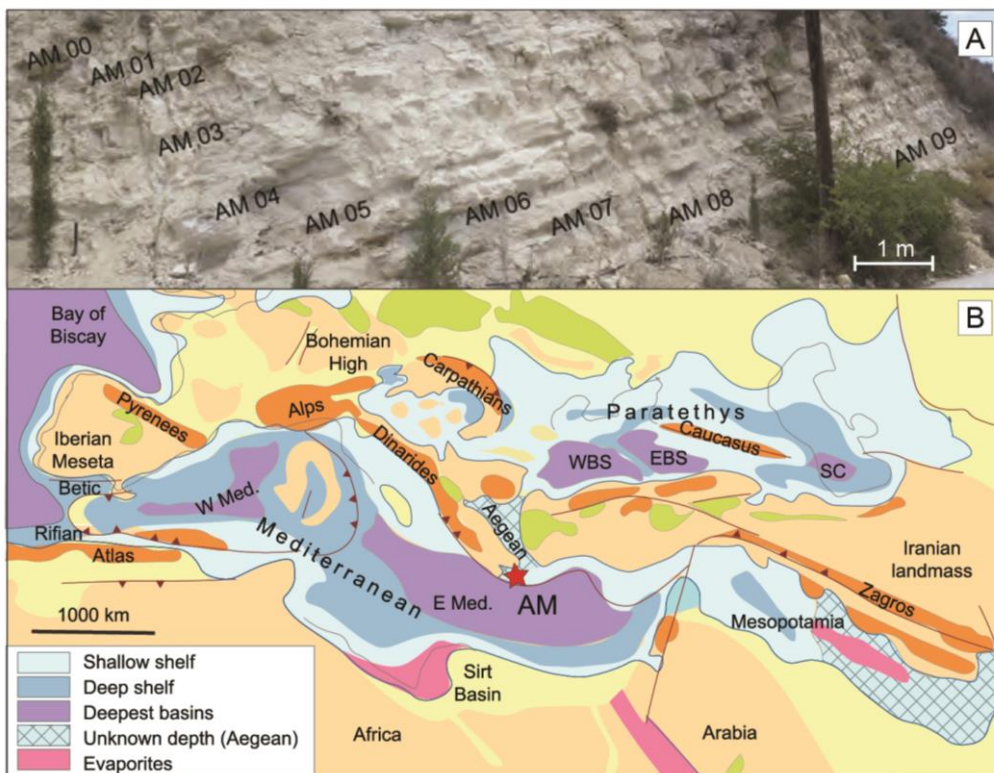 A
AM 00
AM 01
AM 02
AM 03
AM 04
AM 05
AM 06
AM 07
AM 08
AM 09
1 m
B
Bay of
Biscay
Bohemian
High
Carpathians
Pyrenees
Alps
Paratethys
Caucasus
Iberian
Meseta
Dinarides
WBS
EBS
SC
Betic
W Med.
Aegean
Rifian
Atlas
Mediterranean
Iranian
landmass
Zagros
E Med.
AM
1000 km
Mesopotamia
Shallow shelf
Deep shelf
Deepest basins
Unknown depth (Aegean)
Evaporites
Sirt
Basin
Africa
Arabia